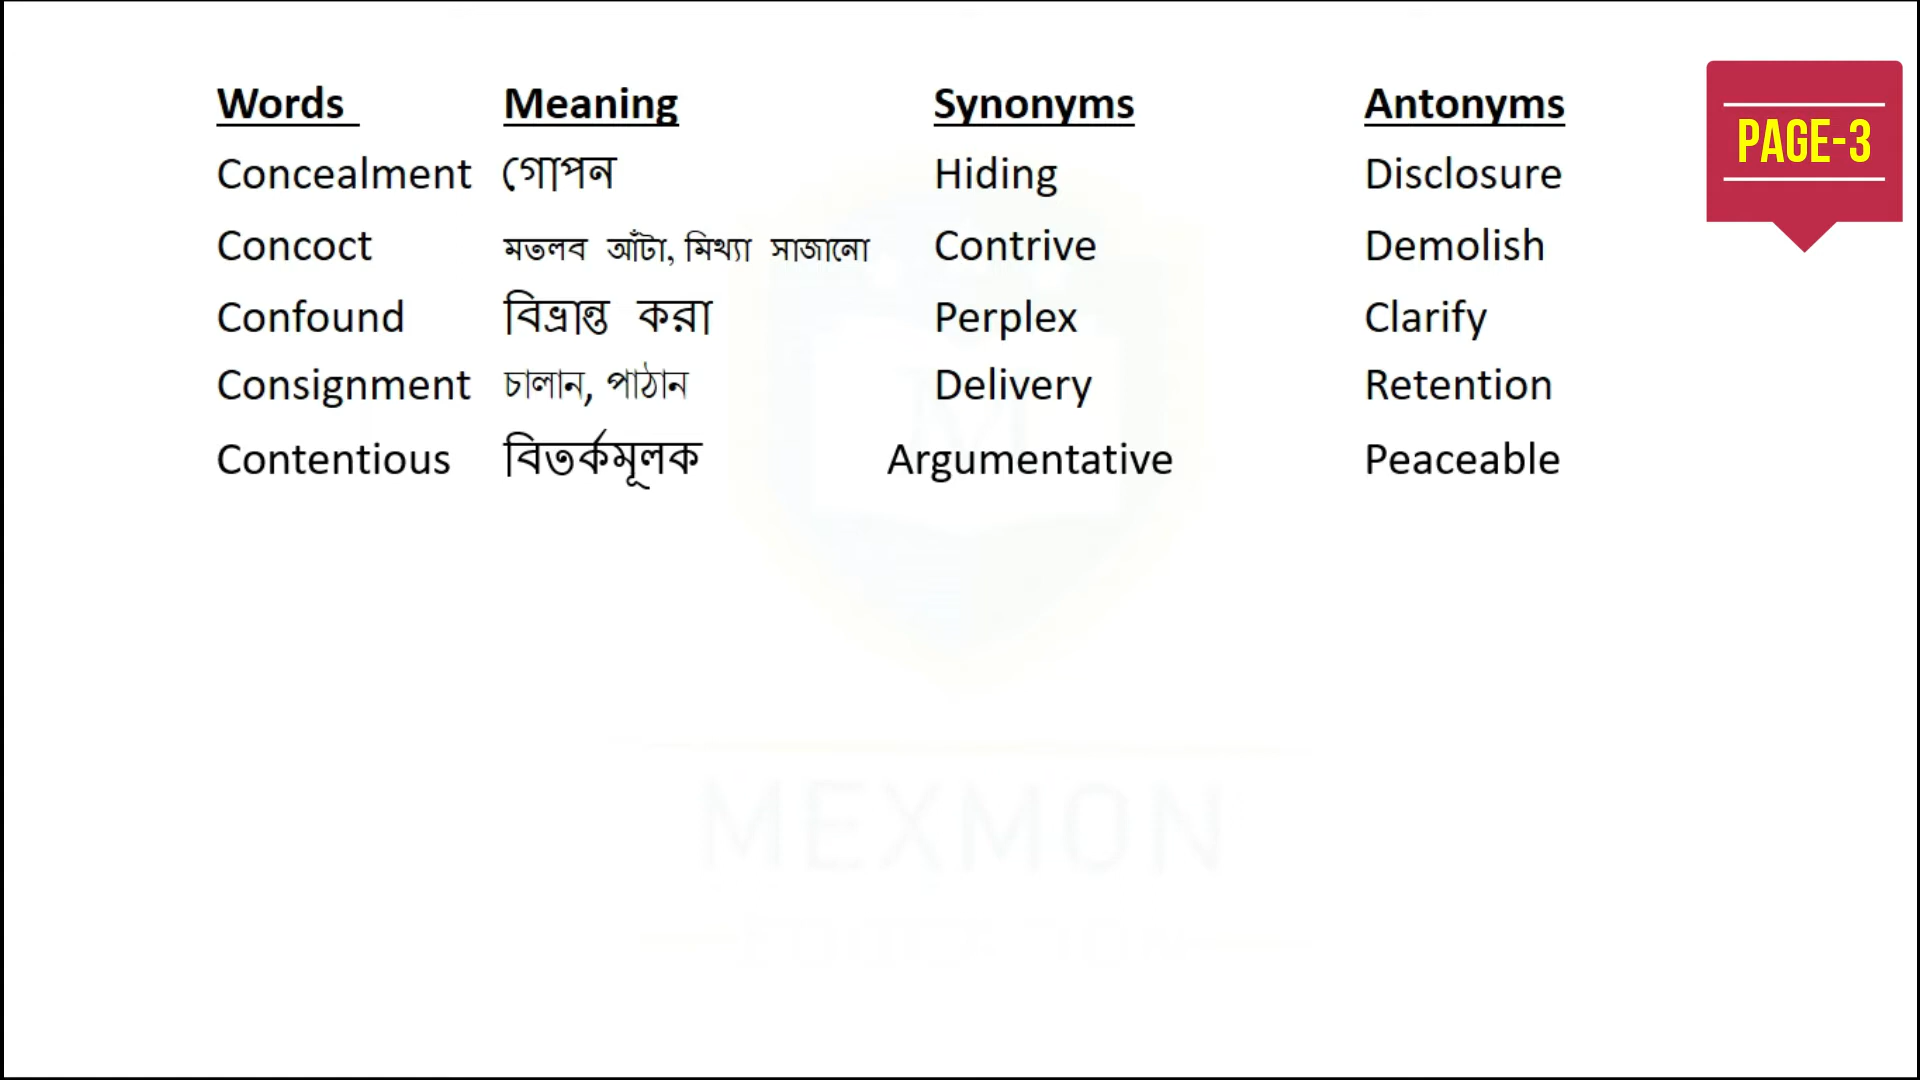 Words Meaning Synonyms Antonyms
PAGE-3
Concealment গোপন Hiding Disclosure
Concoct মতলব আঁটা, মিথ্যা সাজানো Contrive Demolish
Confound বিভ্রান্ত করা Perplex Clarify
Consignment চালান, পাঠান Delivery Retention
Contentious বিতর্কমূলক Argumentative Peaceable
MEXMON